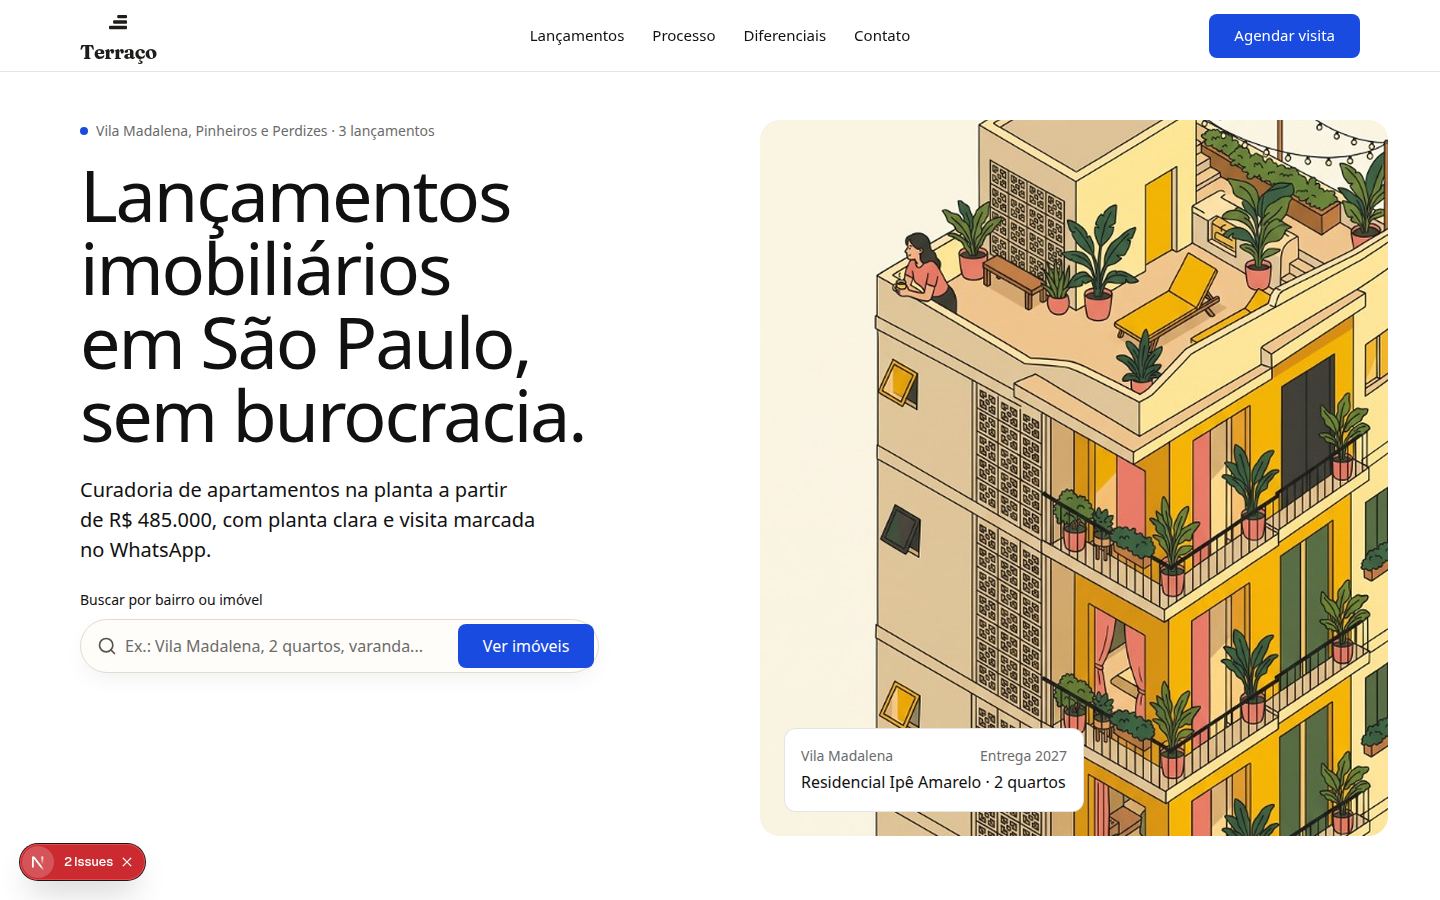 Terraço
Lançamentos
Processo
Diferenciais
Contato
Agendar visita
Vila Madalena, Pinheiros e Perdizes · 3 lançamentos
Lançamentos
imobiliários
em São Paulo,
sem burocracia.
Curadoria de apartamentos na planta a partir
de R$ 485.000, com planta clara e visita marcada
no WhatsApp.
Buscar por bairro ou imóvel
Ex.: Vila Madalena, 2 quartos, varanda...
Ver imóveis
Vila Madalena
Entrega 2027
Residencial Ipê Amarelo · 2 quartos
N
2 Issues